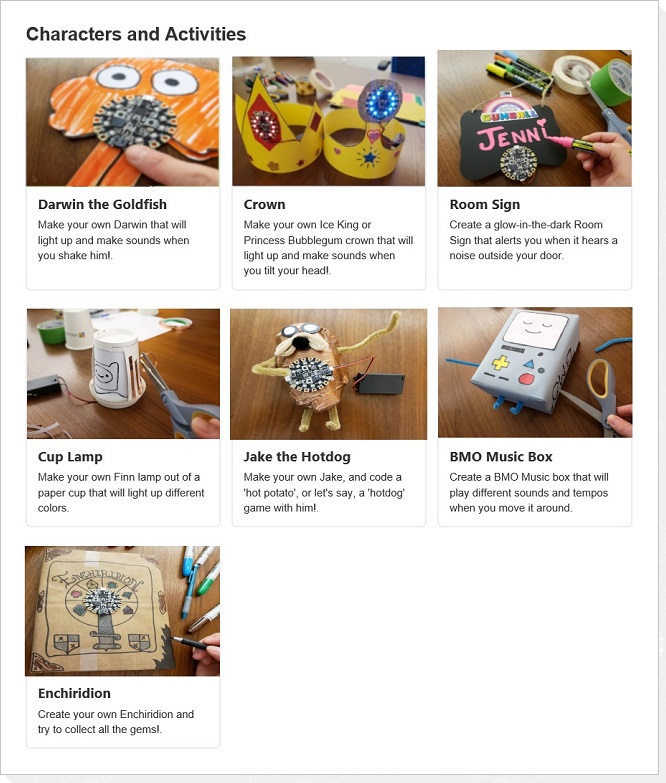 Characters and Activities
GUMBALL
JENNi
Darwin the Goldfish
Make your own Darwin that will
light up and make sounds when
you shake him!.
Crown
Make your own Ice King or
Princess Bubblegum crown that will
light up and make sounds when
you tilt your head!.
Room Sign
Create a glow-in-the-dark Room
Sign that alerts you when it hears a
noise outside your door.
BMO
Cup Lamp
Make your own Finn lamp out of a
paper cup that will light up different
colors.
Jake the Hotdog
Make your own Jake, and code a
'hot potato', or let's say, a 'hotdog'
game with him!.
BMO Music Box
Create a BMO Music box that will
play different sounds and tempos
when you move it around.
ENCHIRIDION
Enchiridion
Create your own Enchiridion and
try to collect all the gems!.